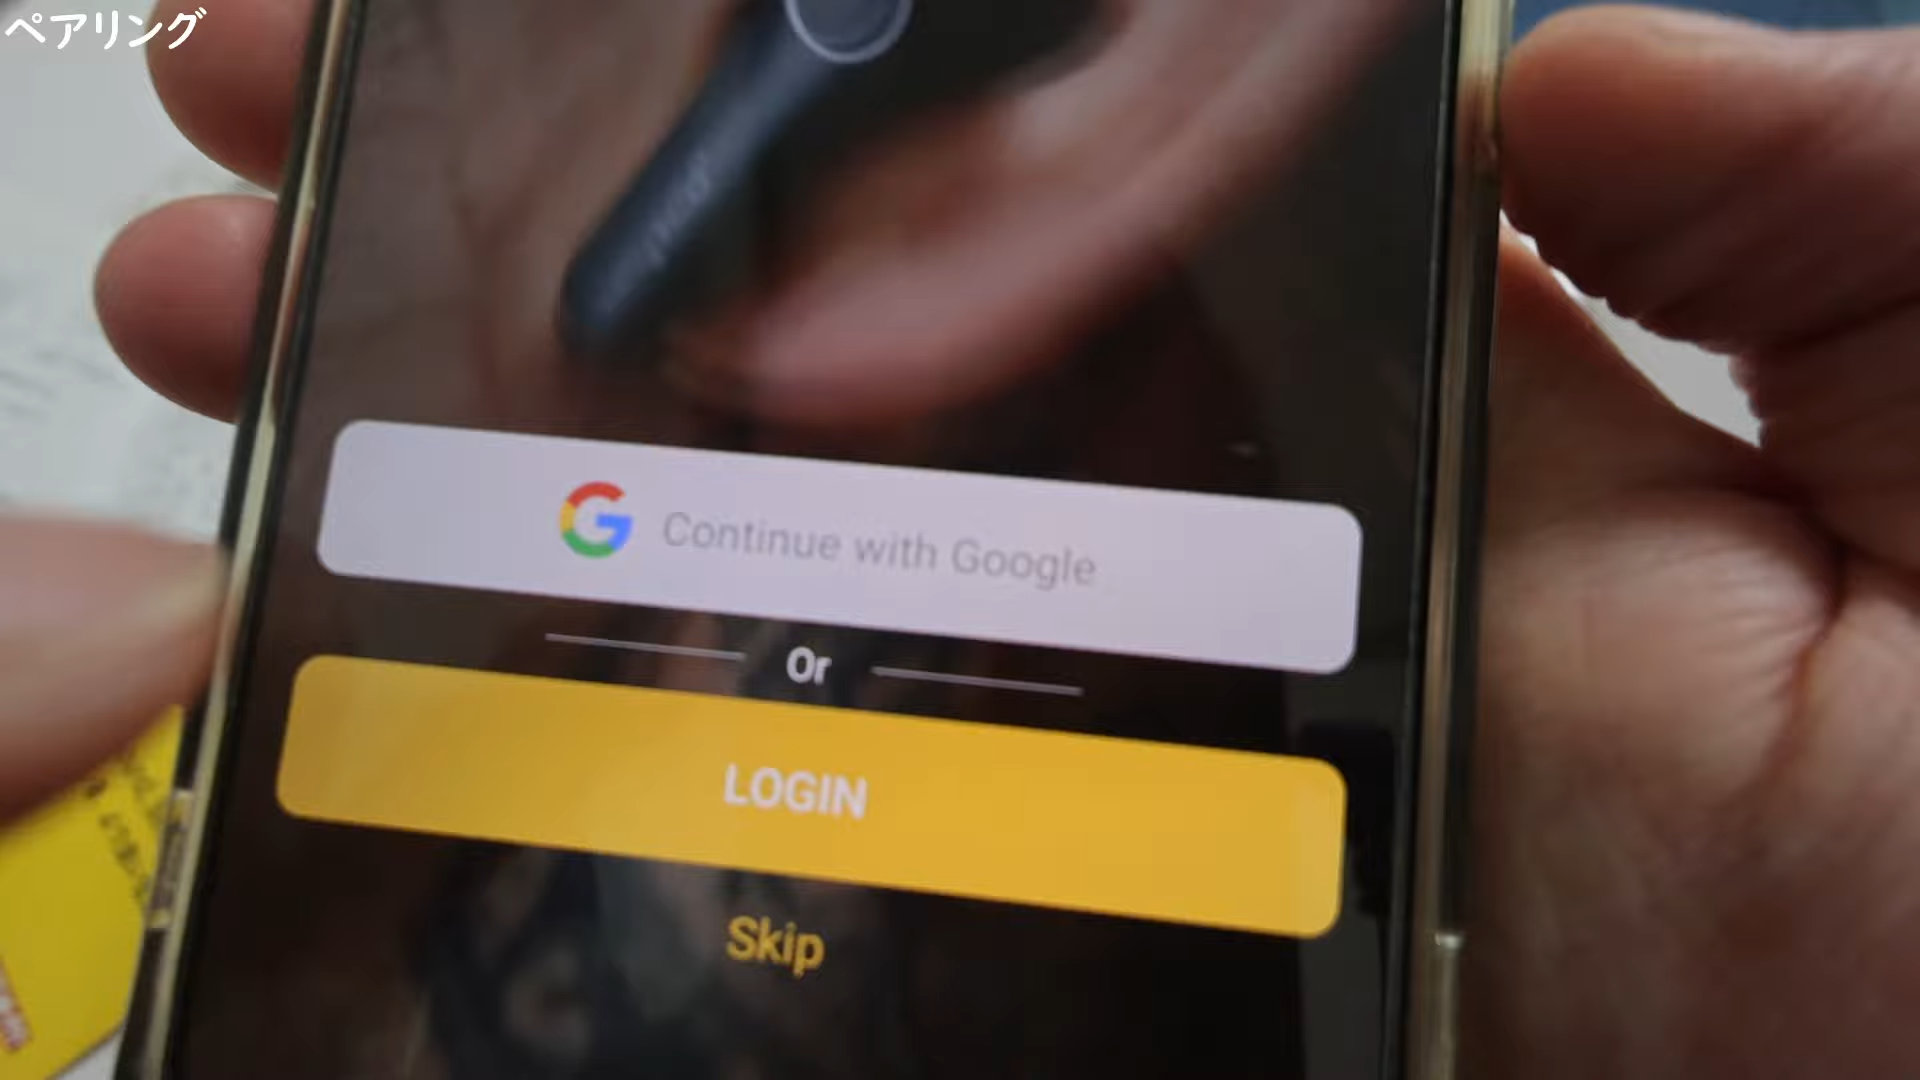 ペアリング
Continue with Google
Or
LOGIN
Skip